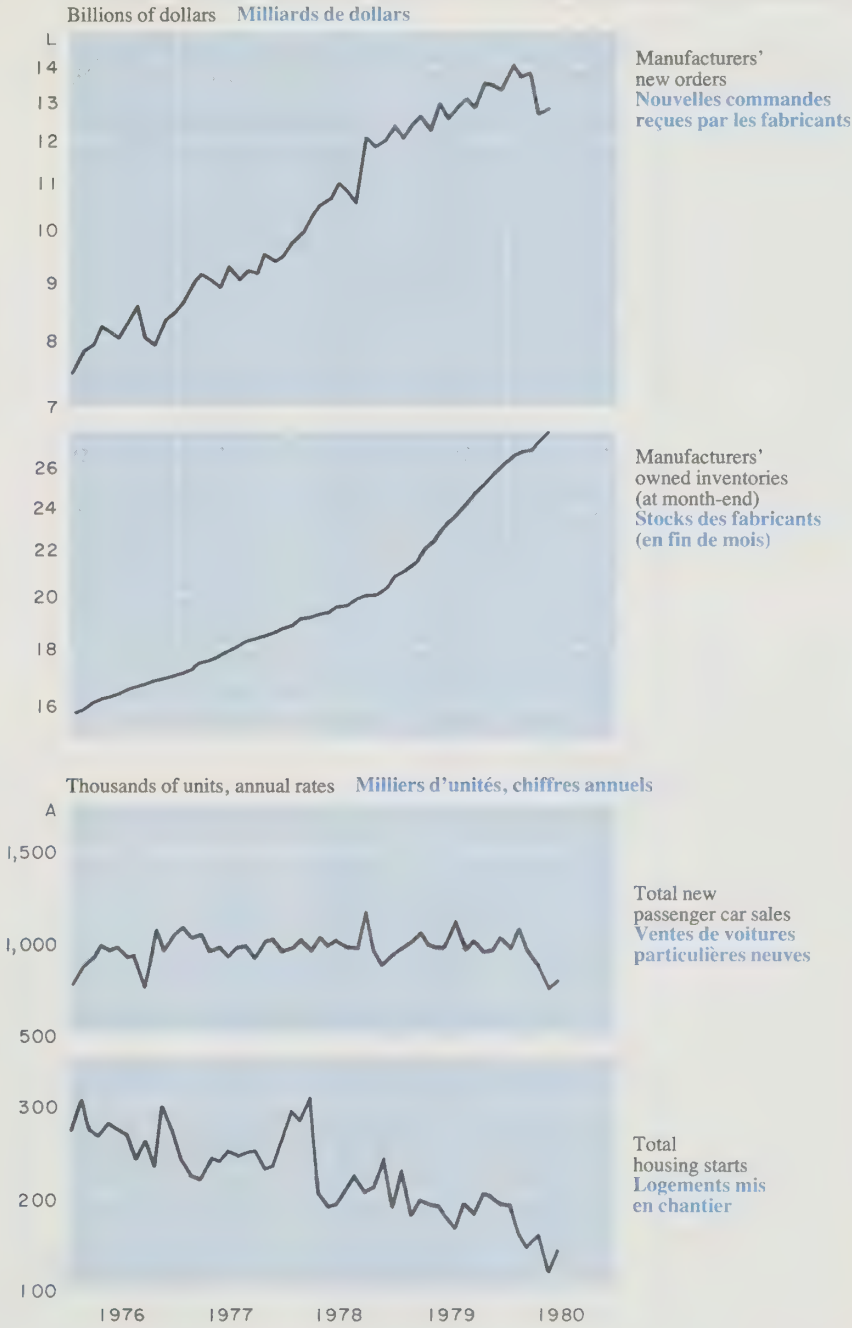 Billions of dollars Milliards de dollars
L
14
13
12
11
10
9
8
7
Manufacturers'
new orders
Nouvelles commandes
reçues par les fabricants
26
24
22
20
18
16
Manufacturers'
owned inventories
(at month-end)
Stocks des fabricants
(en fin de mois)
Thousands of units, annual rates Milliers d'unités, chiffres annuels
A
1,500
1,000
500
Total new
passenger car sales
Ventes de voitures
particulières neuves
300
200
100
Total
housing starts
Logements mis
en chantier
1976 1977 1978 1979 1980